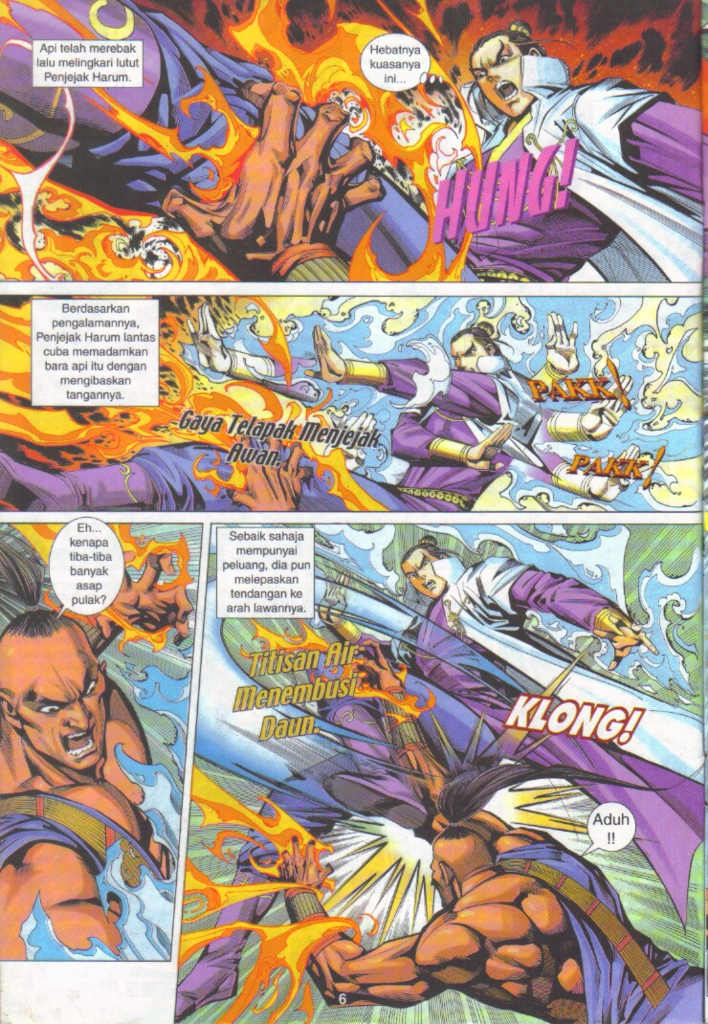 Api telah merebak
lalu melingkari lutut
Penjejak Harum.
Hebatnya
kuasanya
ini...
HUNG!
Berdasarkan
pengalamannya,
Penjejak Harum lantas
cuba memadamkan
bara api itu dengan
mengibaskan
tangannya.
Gaya Telapak Menjejak
Awan.
PAKK!
PAKK!
Eh...
kenapa
tiba-tiba
banyak
asap
pulak?
Sebaik sahaja
mempunyai
peluang, dia pun
melepaskan
tendangan ke
arah lawannya.
Titisan Air
Menembusi
Daun.
KLONG!
Aduh
!!
6